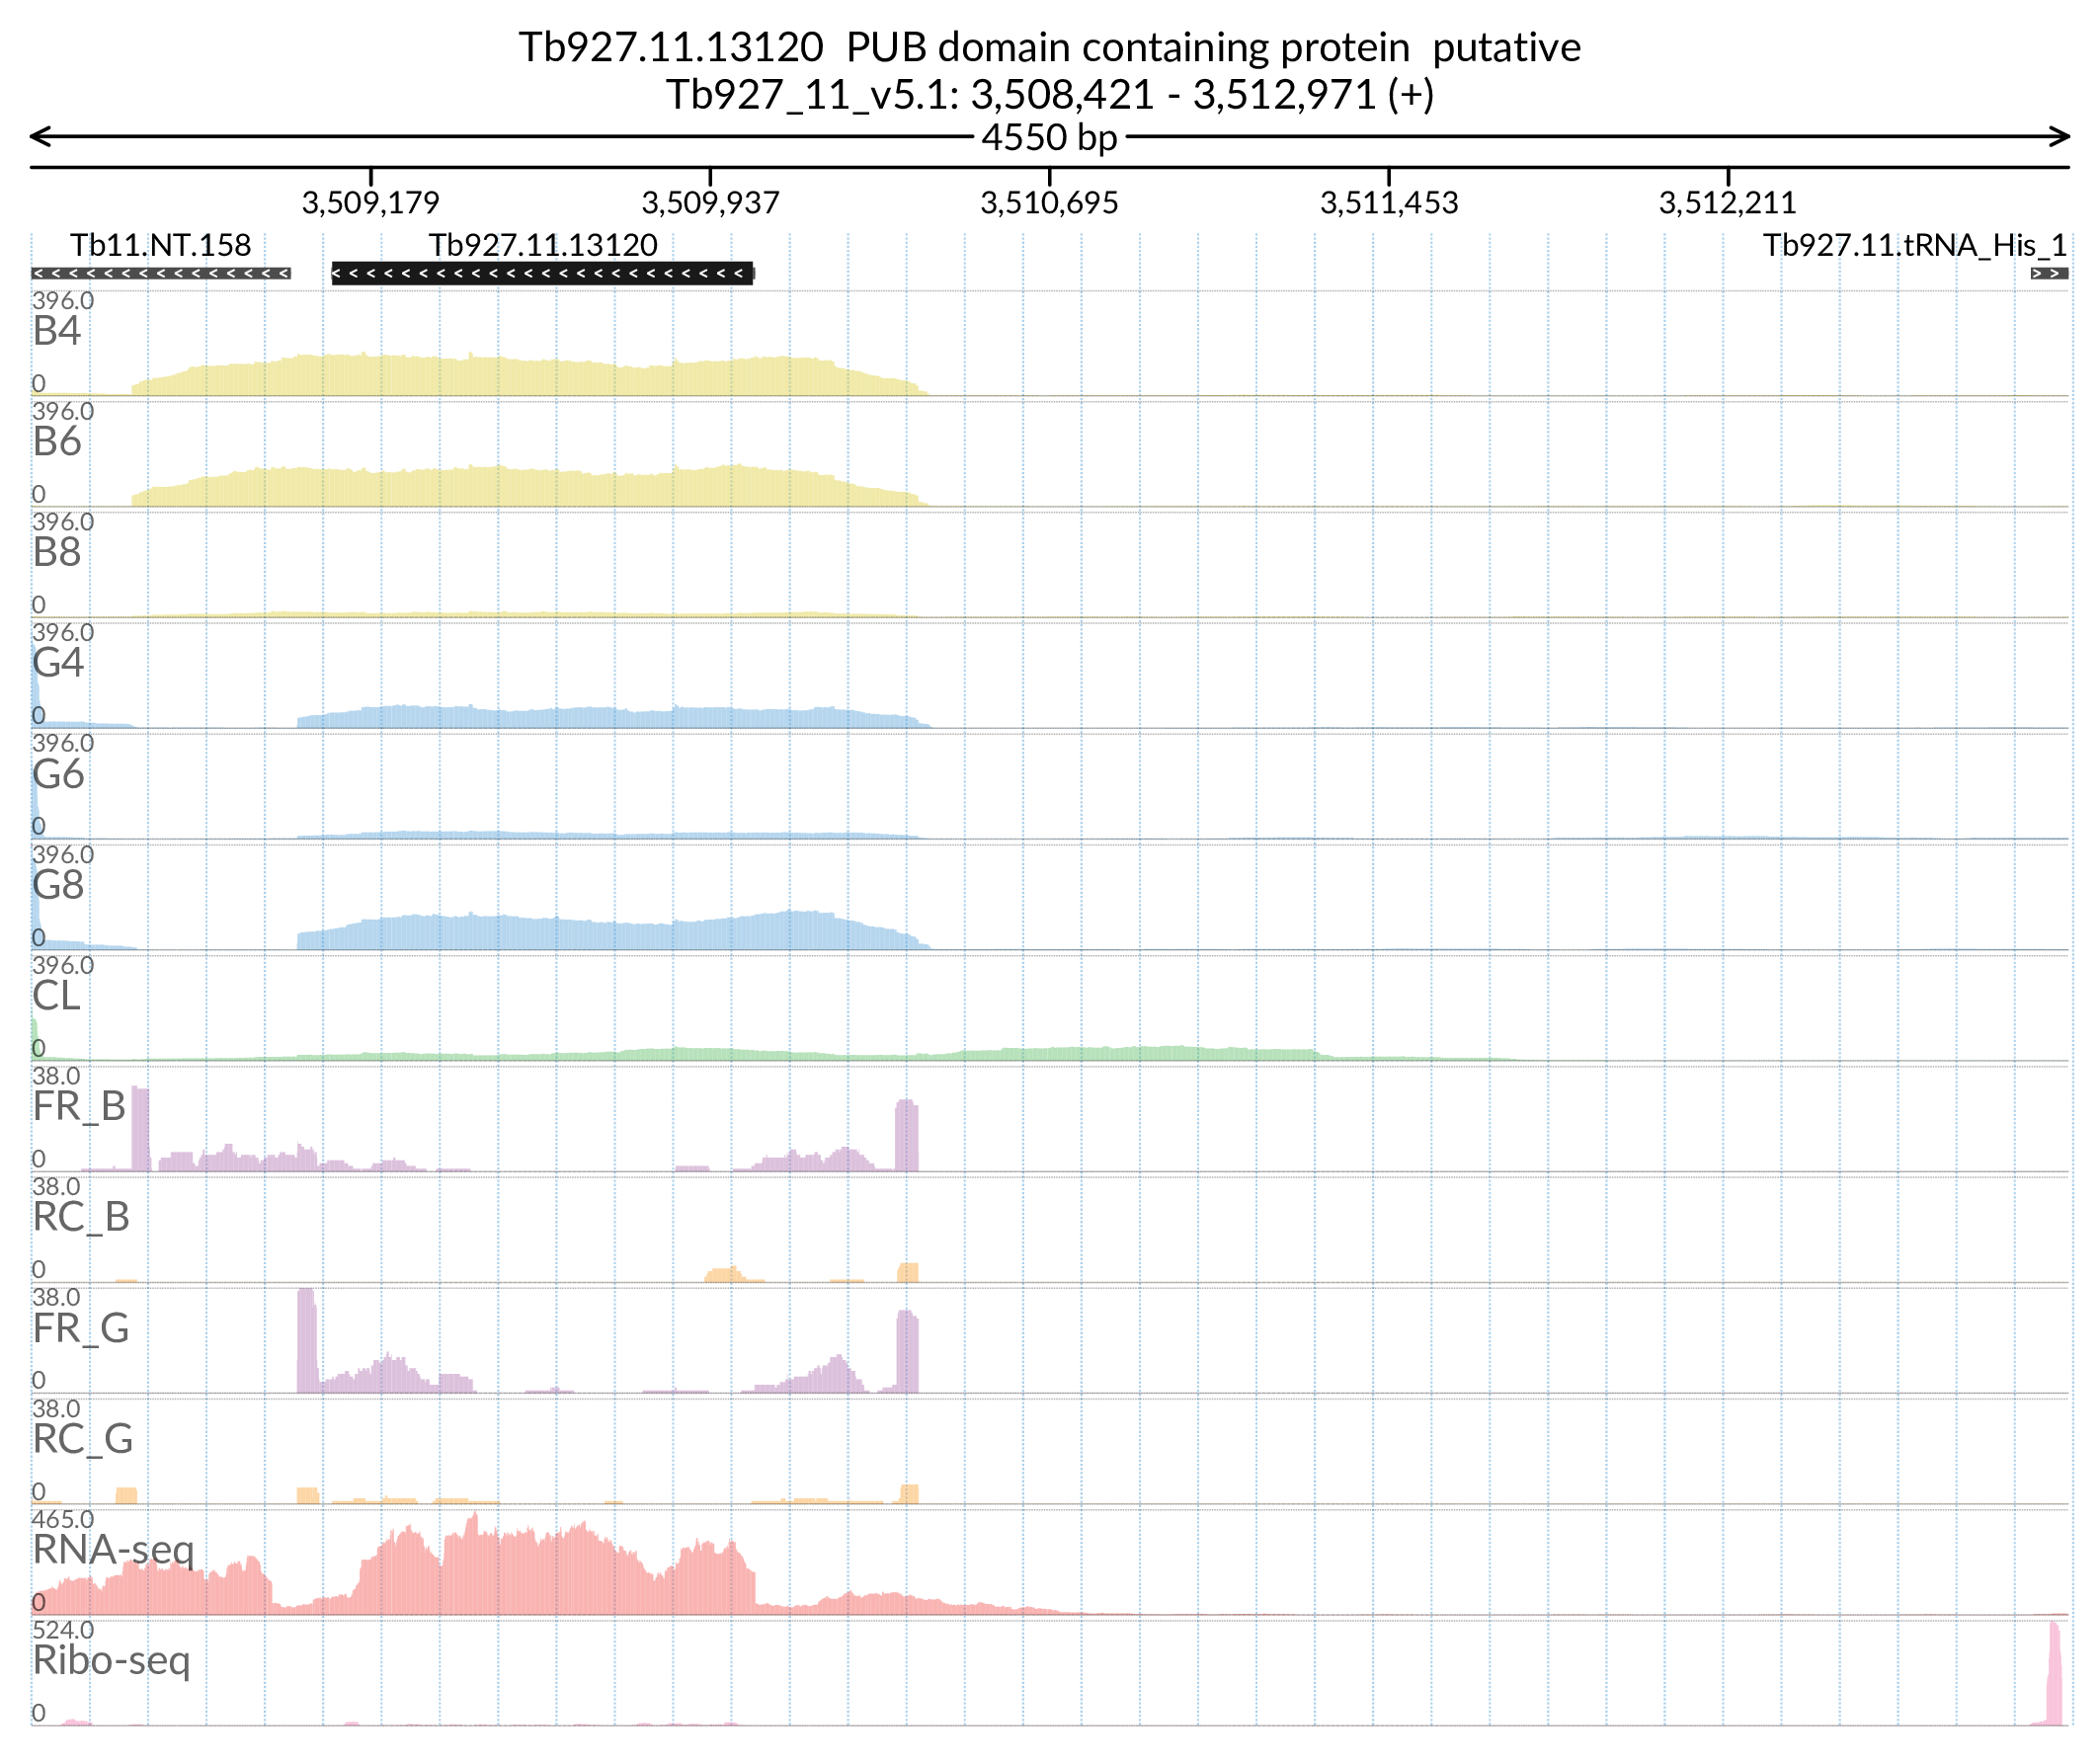 Tb927.11.13120  PUB domain containing protein  putative
Tb927_11_v5.1: 3,508,421 - 3,512,971 (+)
4550 bp
3,509,179 3,509,937 3,510,695 3,511,453 3,512,211
Tb11.NT.158 Tb927.11.13120 Tb927.11.tRNA_His_1
396.0
B4
0
396.0
B6
0
396.0
B8
0
396.0
G4
0
396.0
G6
0
396.0
G8
0
396.0
CL
0
38.0
FR_B
0
38.0
RC_B
0
38.0
FR_G
0
38.0
RC_G
0
465.0
RNA-seq
0
524.0
Ribo-seq
0